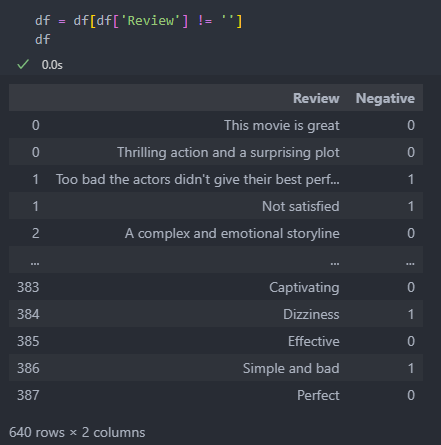 df = df[df['Review'] != '']
df
✓ 0.0s
Review Negative
0 This movie is great 0
0 Thrilling action and a surprising plot 0
1 Too bad the actors didn't give their best perf... 1
1 Not satisfied 1
2 A complex and emotional storyline 0
... ... ...
383 Captivating 0
384 Dizziness 1
385 Effective 0
386 Simple and bad 1
387 Perfect 0
640 rows × 2 columns